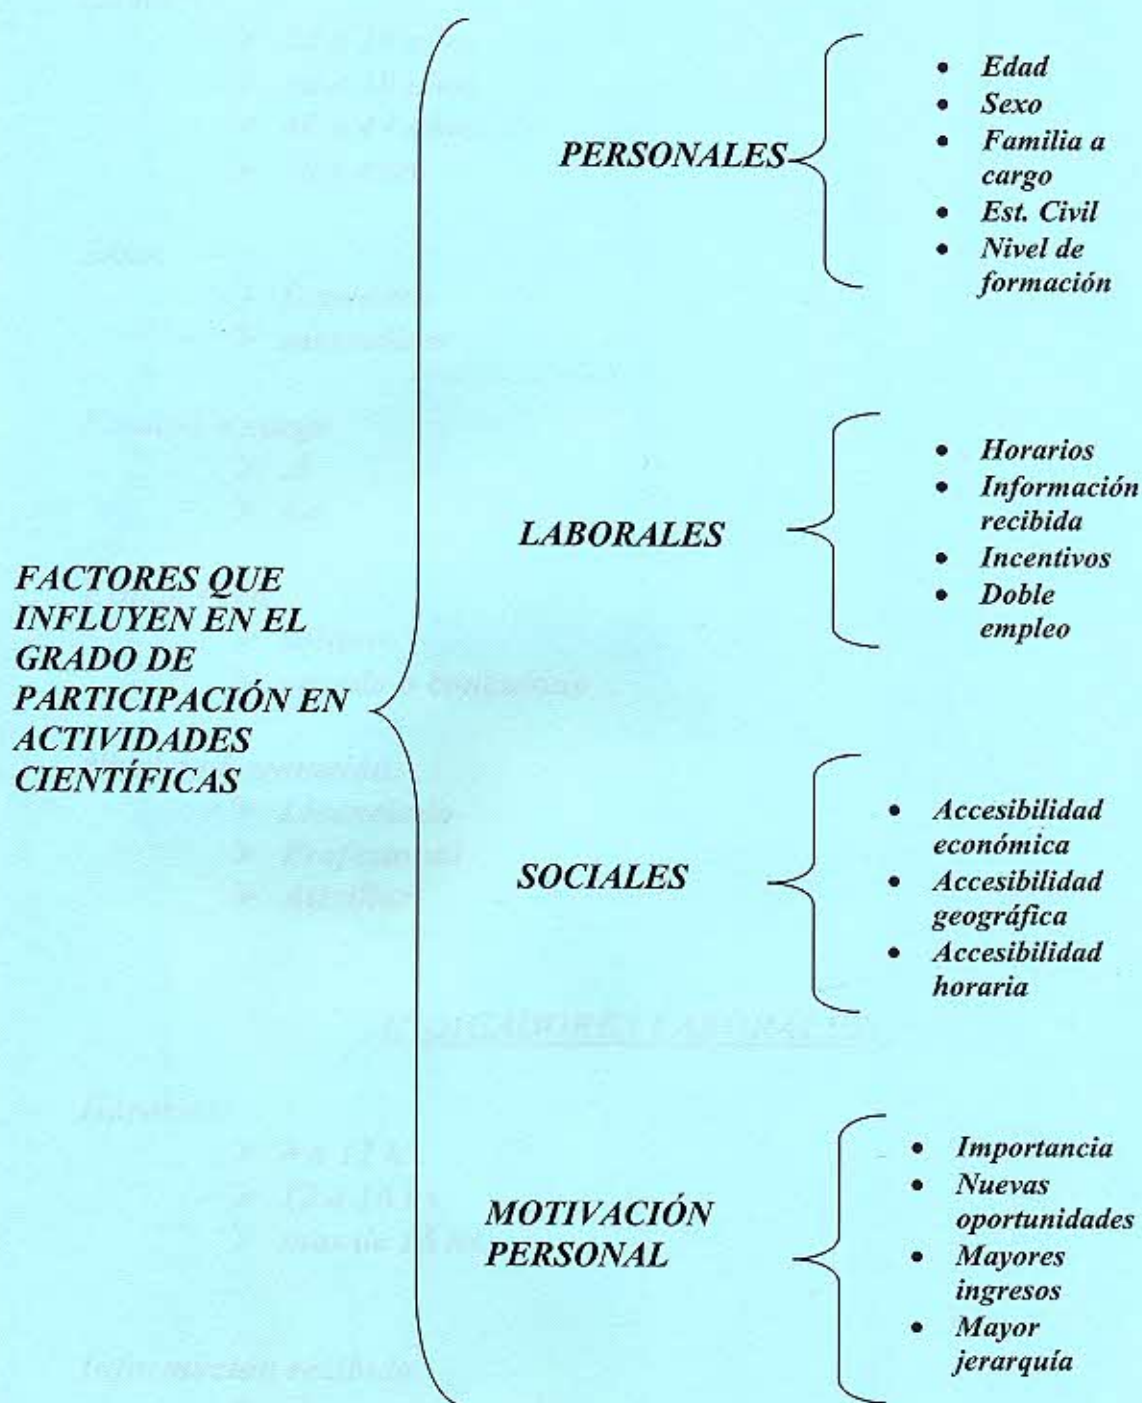 PERSONALES
• Edad
• Sexo
• Familia a
cargo
• Est. Civil
• Nivel de
formación
LABORALES
• Horarios
• Información
recibida
• Incentivos
• Doble
empleo
FACTORES QUE
INFLUYEN EN EL
GRADO DE
PARTICIPACIÓN EN
ACTIVIDADES
CIENTÍFICAS
SOCIALES
• Accesibilidad
económica
• Accesibilidad
geográfica
• Accesibilidad
horaria
MOTIVACIÓN
PERSONAL
• Importancia
• Nuevas
oportunidades
• Mayores
ingresos
• Mayor
jerarquía